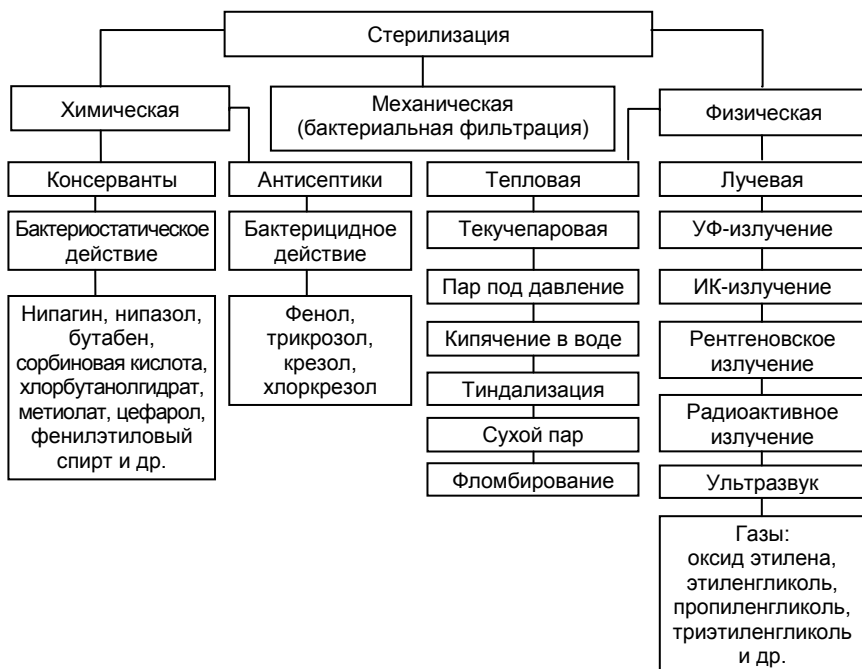 Стерилизация
Химическая
Механическая
(бактериальная фильтрация)
Физическая
Консерванты
Антисептики
Тепловая
Лучевая
Бактериостатическое
действие
Бактерицидное
действие
Текучепаровая
УФ-излучение
Нипагин, нипазол,
бутабен,
сорбиновая кислота,
хлорбутанолгидрат,
метиолат, цефарол,
фенилэтиловый
спирт и др.
Фенол,
трикрозол,
крезол,
хлоркрезол
Пар под давление
ИК-излучение
Кипячение в воде
Рентгеновское
излучение
Тиндализация
Радиоактивное
излучение
Сухой пар
Фломбирование
Ультразвук
Газы:
оксид этилена,
этиленгликоль,
пропиленгликоль,
триэтиленгликоль
и др.